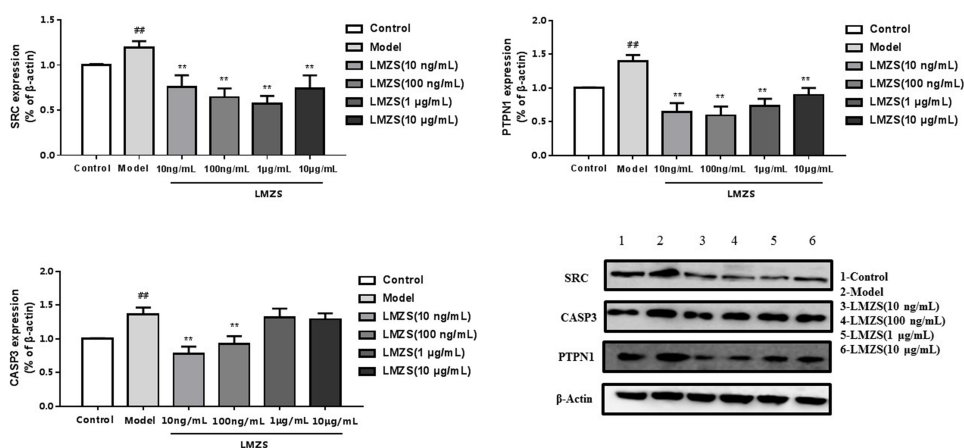 SRC expression
(% of β-actin)
1.5
1.0
0.5
0.0
##
**
**
**
**
Control
Model
10ng/mL
100ng/mL
1μg/mL
10μg/mL
LMZS
Control
Model
LMZS(10 ng/mL)
LMZS(100 ng/mL)
LMZS(1 μg/mL)
LMZS(10 μg/mL)
PTPN1 expression
(% of β-actin)
2.0
1.5
1.0
0.5
0.0
##
**
**
**
**
Control
Model
10ng/mL
100ng/mL
1μg/mL
10μg/mL
LMZS
Control
Model
LMZS(10 ng/mL)
LMZS(100 ng/mL)
LMZS(1 μg/mL)
LMZS(10 μg/mL)
CASP3 expression
(% of β-actin)
2.0
1.5
1.0
0.5
0.0
##
**
**
Control
Model
10ng/mL
100ng/mL
1μg/mL
10μg/mL
LMZS
Control
Model
LMZS(10 ng/mL)
LMZS(100 ng/mL)
LMZS(1 μg/mL)
LMZS(10 μg/mL)
1 2 3 4 5 6
SRC
CASP3
PTPN1
β-Actin
1-Control
2-Model
3-LMZS(10 ng/mL)
4-LMZS(100 ng/mL)
5-LMZS(1 μg/mL)
6-LMZS(10 μg/mL)